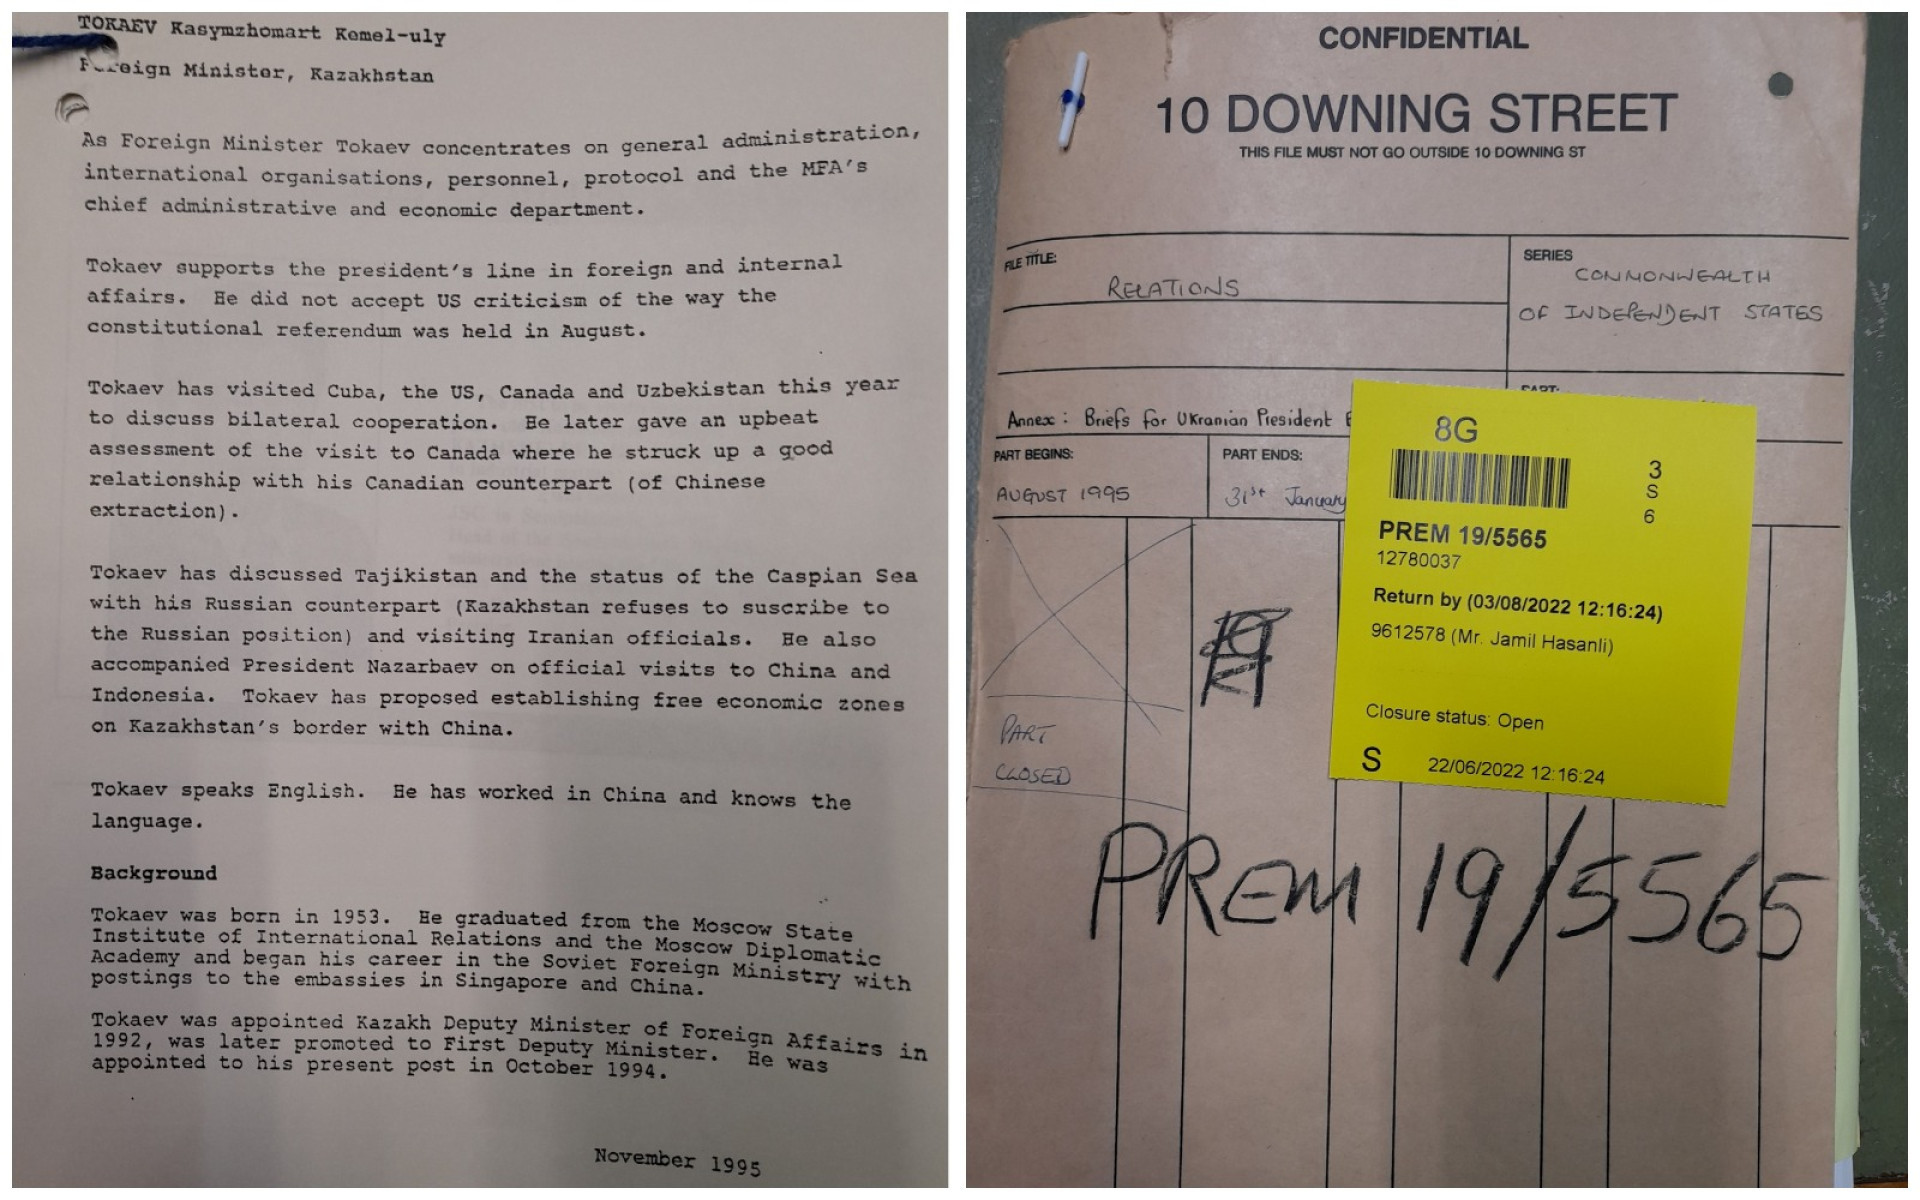 TOKAEV Kasymzhomart Komel-uly
Foreign Minister, Kazakhstan
As Foreign Minister Tokaev concentrates on general administration,
international organisations, personnel, protocol and the MFA's
chief administrative and economic department.
Tokaev supports the president's line in foreign and internal
affairs. He did not accept US criticism of the way the
constitutional referendum was held in August.
Tokaev has visited Cuba, the US, Canada and Uzbekistan this year
to discuss bilateral cooperation. He later gave an upbeat
assessment of the visit to Canada where he struck up a good
relationship with his Canadian counterpart (of Chinese
extraction).
Tokaev has discussed Tajikistan and the status of the Caspian Sea
with his Russian counterpart (Kazakhstan refuses to suscribe to
the Russian position) and visiting Iranian officials. He also
accompanied President Nazarbaev on official visits to China and
Indonesia. Tokaev has proposed establishing free economic zones
on Kazakhstan's border with China.
Tokaev speaks English. He has worked in China and knows the
language.
Background
Tokaev was born in 1953. He graduated from the Moscow State
Institute of International Relations and the Moscow Diplomatic
Academy and began his career in the Soviet Foreign Ministry with
postings to the embassies in Singapore and China.
Tokaev was appointed Kazakh Deputy Minister of Foreign Affairs in
1992, was later promoted to First Deputy Minister. He was
appointed to his present post in October 1994.
November 1995
CONFIDENTIAL
10 DOWNING STREET
THIS FILE MUST NOT GO OUTSIDE 10 DOWNING ST
FILE TITLE:
RELATIONS
SERIES
COMMONWEALTH
OF INDEPENDENT STATES
PART:
Annex: Briefs for Ukranian President
PART BEGINS:
AUGUST 1995
PART ENDS:
31st January
PART
CLOSED
8G
3
S
6
PREM 19/5565
12780037
Return by (03/08/2022 12:16:24)
9612578 (Mr. Jamil Hasanli)
Closure status: Open
S 22/06/2022 12:16:24
PREM 19/5565